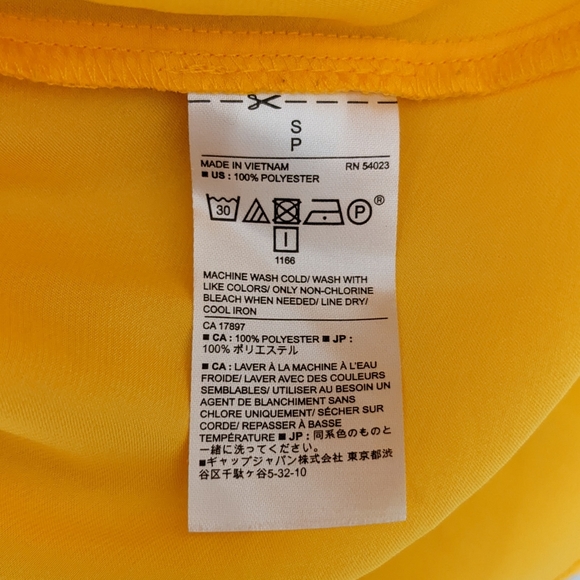 S
P
MADE IN VIETNAM RN 54023
■ US : 100% POLYESTER
30 P ®
1166
MACHINE WASH COLD/ WASH WITH
LIKE COLORS/ ONLY NON-CHLORINE
BLEACH WHEN NEEDED/ LINE DRY/
COOL IRON
CA 17897
■ CA : 100% POLYESTER ■ JP :
100% ポリエステル
■ CA : LAVER À LA MACHINE À L'EAU
FROIDE/ LAVER AVEC DES COULEURS
SEMBLABLES/ UTILISER AU BESOIN UN
AGENT DE BLANCHIMENT SANS
CHLORE UNIQUEMENT/ SÉCHER SUR
CORDE/ REPASSER À BASSE
TEMPÉRATURE ■ JP : 同系色のものと
一緒に洗ってください。
■ギャップジャパン株式会社 東京都渋
谷区千駄ヶ谷5-32-10